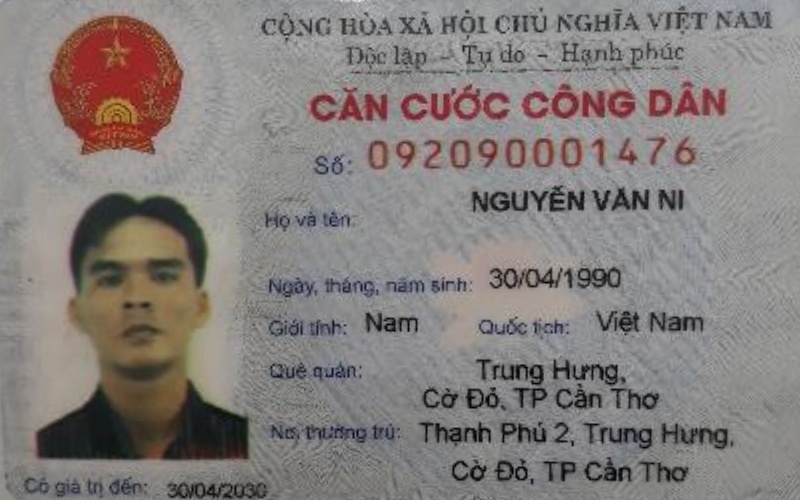 CỘNG HÒA XÃ HỘI CHỦ NGHĨA VIỆT NAM
Độc lập - Tự do - Hạnh phúc
CĂN CƯỚC CÔNG DÂN
Số: 092090001476
Họ và tên: NGUYỄN VĂN NI
Ngày, tháng, năm sinh: 30/04/1990
Giới tính: Nam Quốc tịch: Việt Nam
Quê quán: Trung Hưng,
Cờ Đỏ, TP Cần Thơ
Nơi thường trú: Thạnh Phú 2, Trung Hưng,
Cờ Đỏ, TP Cần Thơ
Có giá trị đến: 30/04/2030